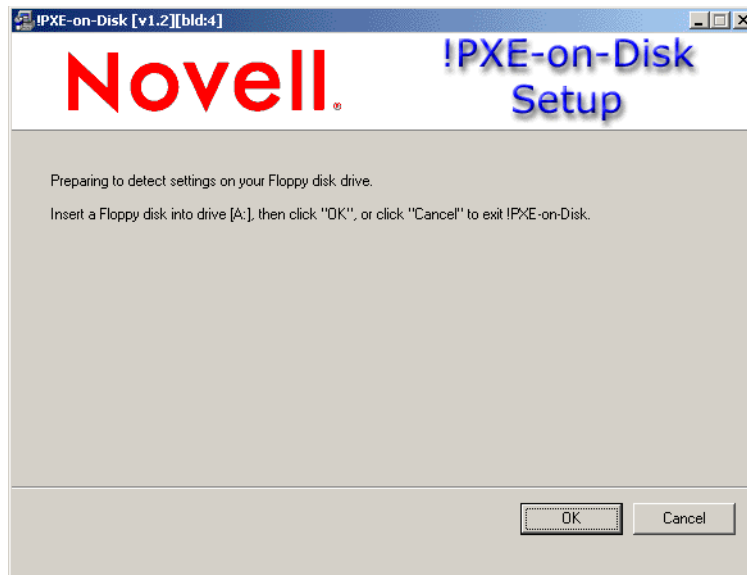 !PXE-on-Disk [v1.2][bld:4]
Novell®
!PXE-on-Disk
Setup
Preparing to detect settings on your Floppy disk drive.
Insert a Floppy disk into drive [A:], then click "OK", or click "Cancel" to exit !PXE-on-Disk.
OK
Cancel